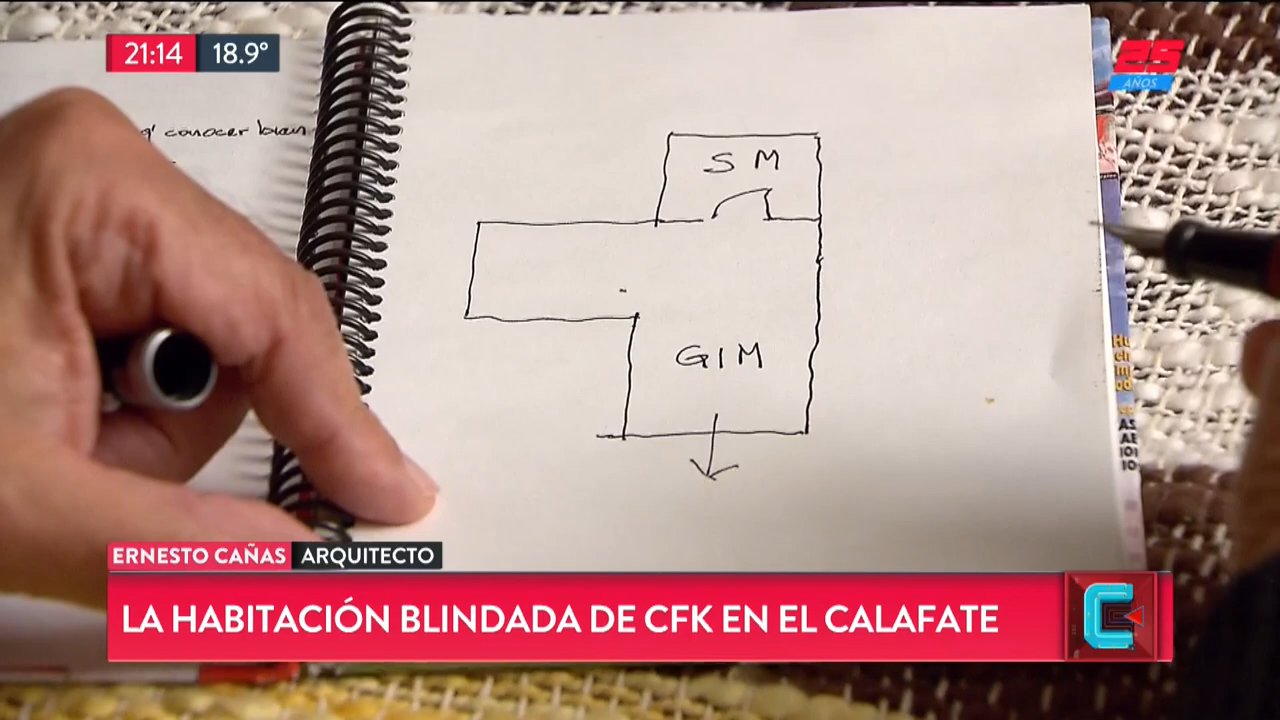 21:14 18.9°
25
AÑOS
q' conocer bien
S M
GIM
ERNESTO CAÑAS ARQUITECTO
LA HABITACIÓN BLINDADA DE CFK EN EL CALAFATE
C